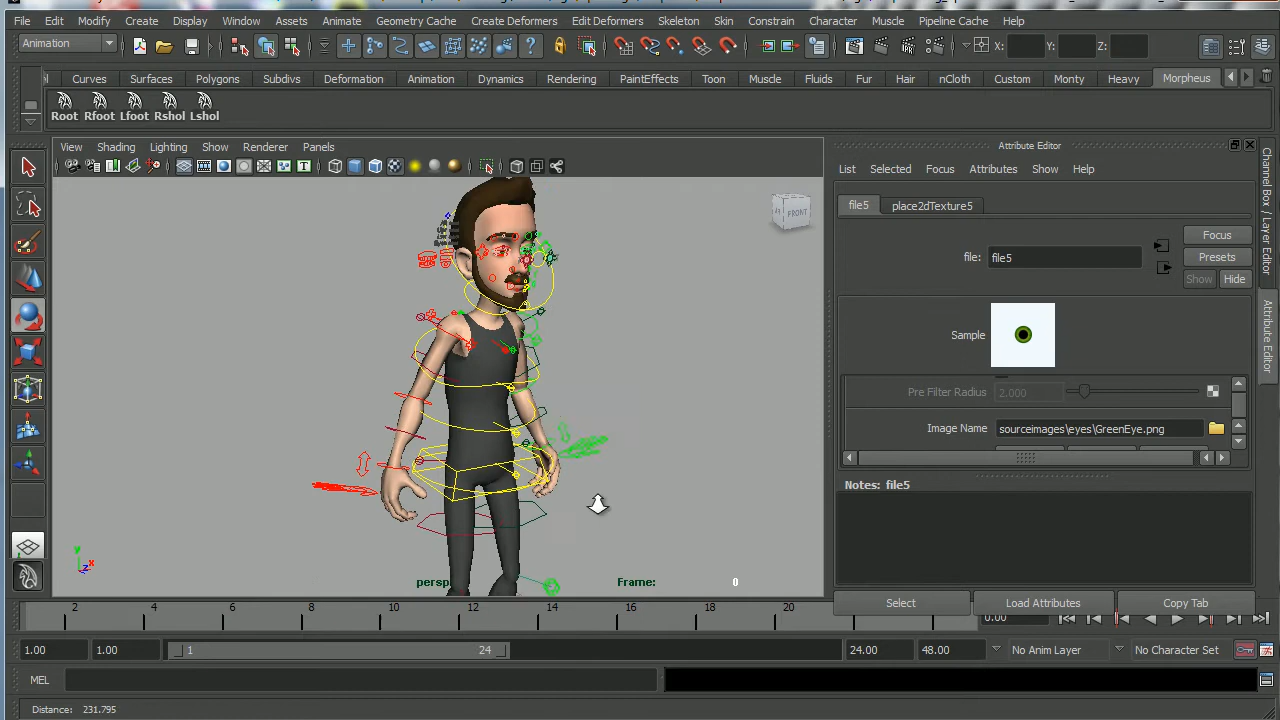 File Edit Modify Create Display Window Assets Animate Geometry Cache Create Deformers Edit Deformers Skeleton Skin Constrain Character Muscle Pipeline Cache Help
Animation X: Y: Z:
Curves Surfaces Polygons Subdivs Deformation Animation Dynamics Rendering PaintEffects Toon Muscle Fluids Fur Hair nCloth Custom Monty Heavy Morpheus
Root Rfoot Lfoot Rshol Lshol
View Shading Lighting Show Renderer Panels
Attribute Editor
List Selected Focus Attributes Show Help
file5 place2dTexture5
Focus
file: file5
Presets
Show Hide
Sample
Pre Filter Radius 2.000
Image Name sourceimages\eyes\GreenEye.png
Notes: file5
Select Load Attributes Copy Tab
Channel Box / Layer Editor
Attribute Editor
FRONT
y
z x
persp
Frame: 0
2 4 6 8 10 12 14 16 18 20
0.00
1.00 1.00 1 24 24.00 48.00 No Anim Layer No Character Set
MEL
Distance: 231.795